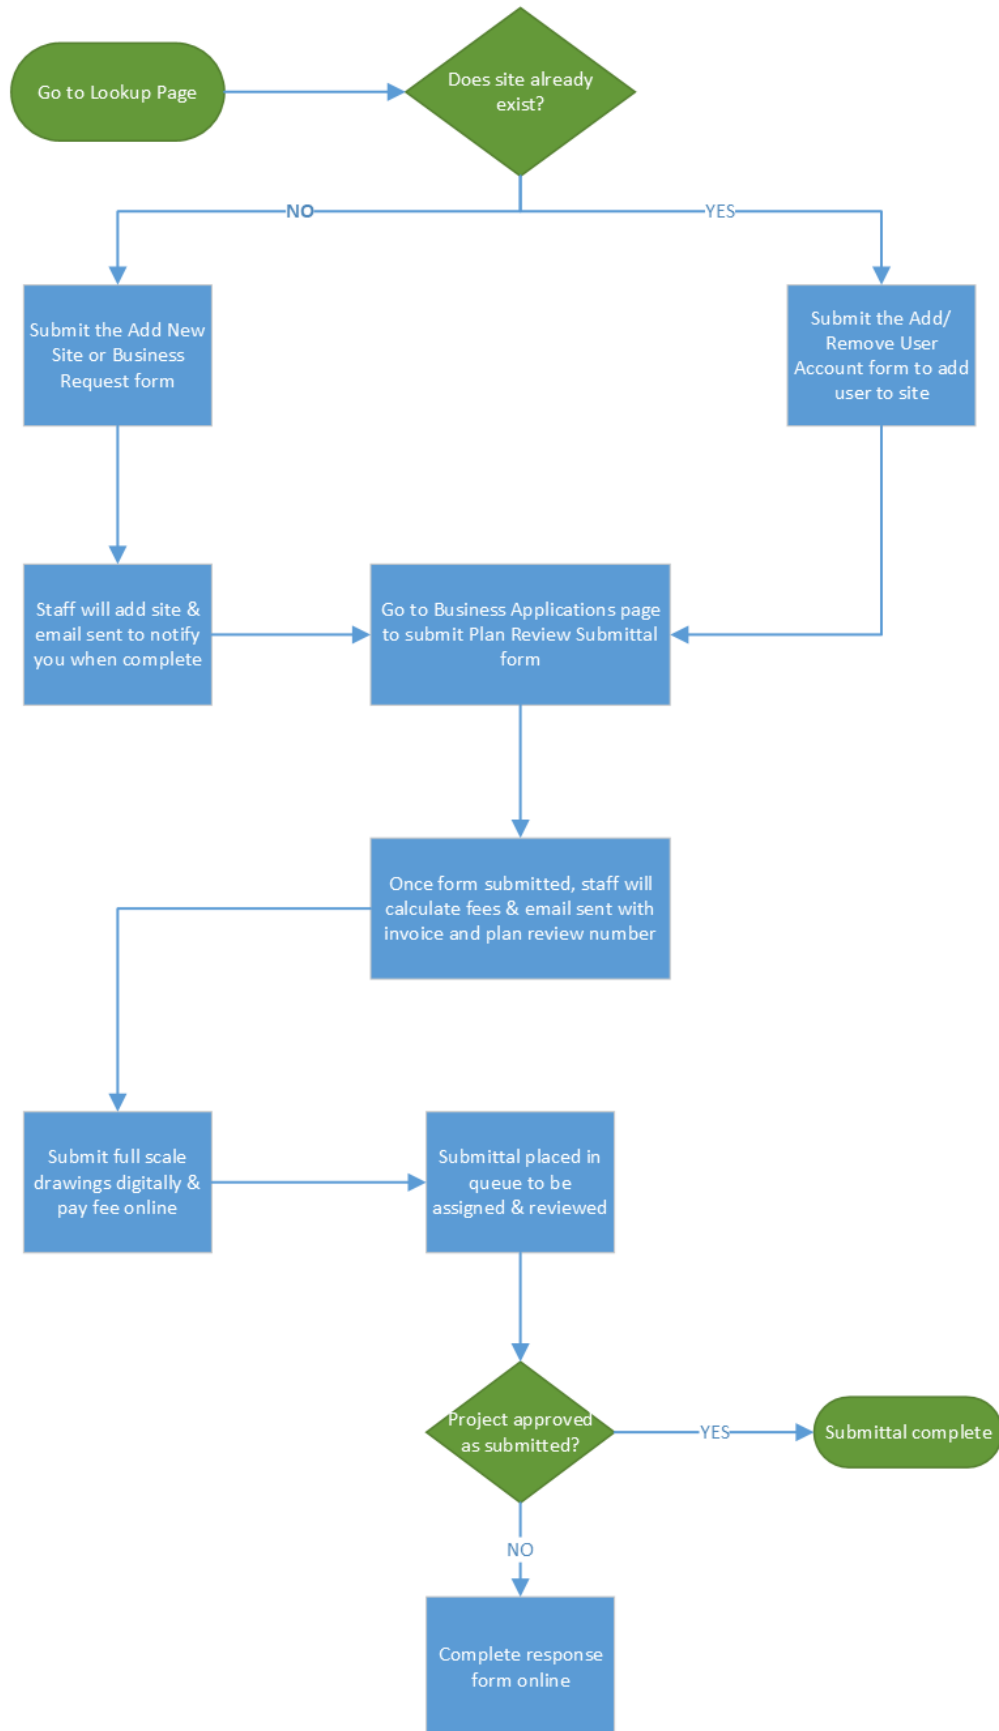 Go to Lookup Page
Does site already
exist?
NO
YES
Submit the Add New
Site or Business
Request form
Submit the Add/
Remove User
Account form to add
user to site
Staff will add site &
email sent to notify
you when complete
Go to Business Applications page
to submit Plan Review Submittal
form
Once form submitted, staff will
calculate fees & email sent with
invoice and plan review number
Submit full scale
drawings digitally &
pay fee online
Submittal placed in
queue to be
assigned & reviewed
Project approved
as submitted?
YES
Submittal complete
NO
Complete response
form online